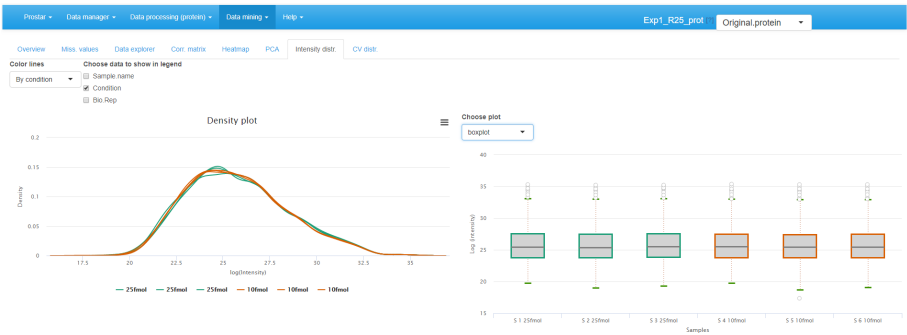 Prostar Data manager Data processing (protein) Data mining Help Exp1_R25_prot [?] Original.protein
Overview Miss. values Data explorer Corr. matrix Heatmap PCA Intensity distr. CV distr.
Color lines Choose data to show in legend
By condition Sample.name
Condition
Bio.Rep
Density plot
0.2
0.15
0.1
0.05
0
Density
17.5 20 22.5 25 27.5 30 32.5 35
log(Intensity)
25fmol 25fmol 25fmol 10fmol 10fmol 10fmol
Choose plot
boxplot
40
35
30
25
20
15
Log (intensity)
S 1 25fmol S 2 25fmol S 3 25fmol S 4 10fmol S 5 10fmol S 6 10fmol
Samples